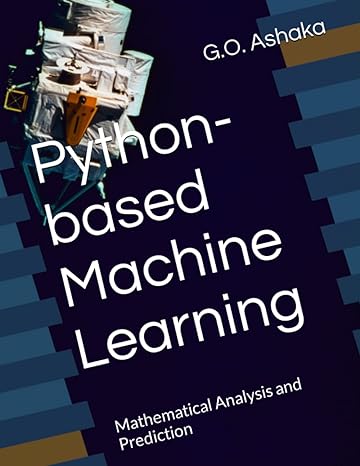 G.O. Ashaka
Python-
based
Machine
Learning
Mathematical Analysis and
Prediction